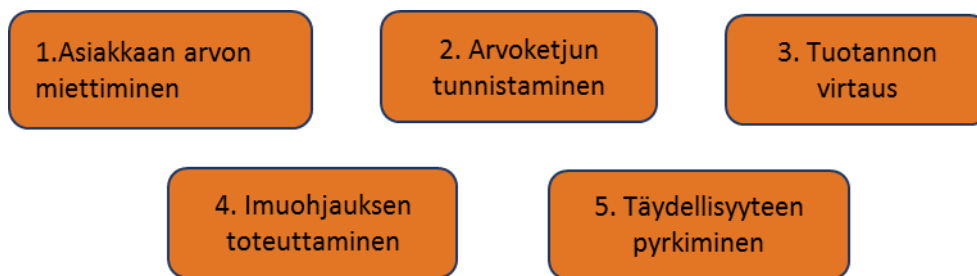 1.Asiakkaan arvon
miettiminen
2. Arvoketjun
tunnistaminen
3. Tuotannon
virtaus
4. Imuohjauksen
toteuttaminen
5. Täydellisyyteen
pyrkiminen